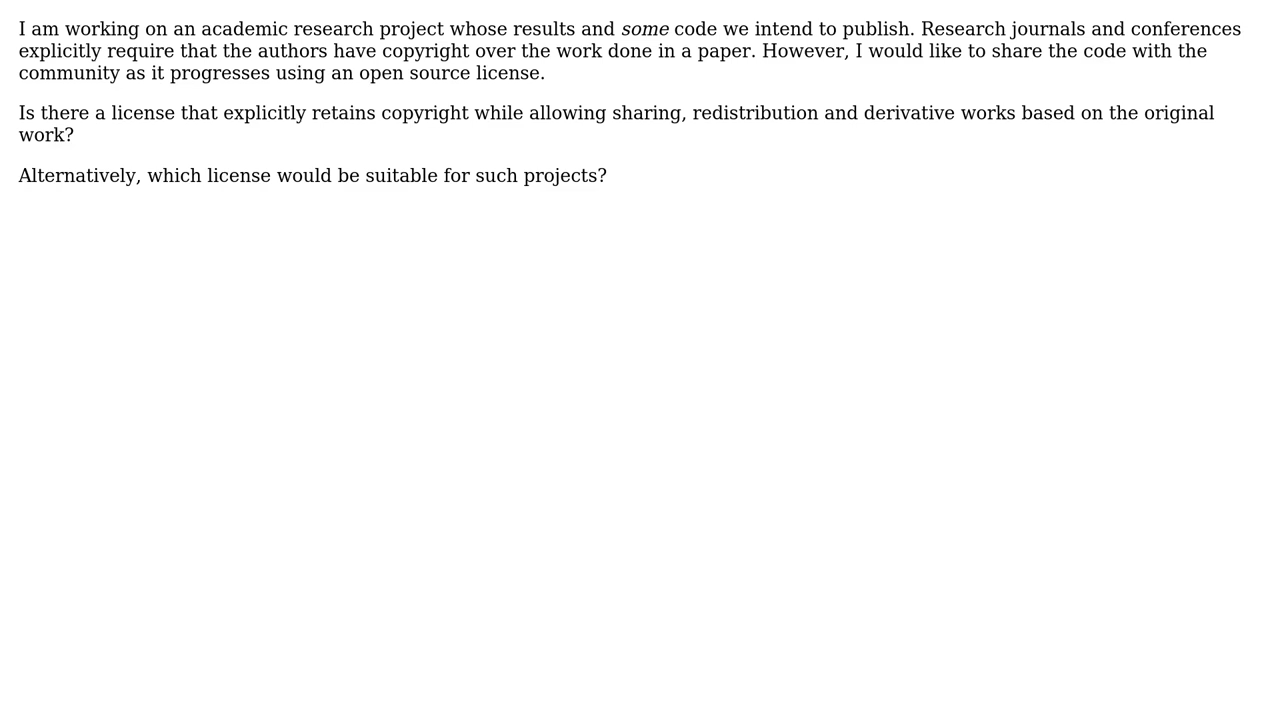 I am working on an academic research project whose results and some code we intend to publish. Research journals and conferences
explicitly require that the authors have copyright over the work done in a paper. However, I would like to share the code with the
community as it progresses using an open source license.
Is there a license that explicitly retains copyright while allowing sharing, redistribution and derivative works based on the original
work?
Alternatively, which license would be suitable for such projects?